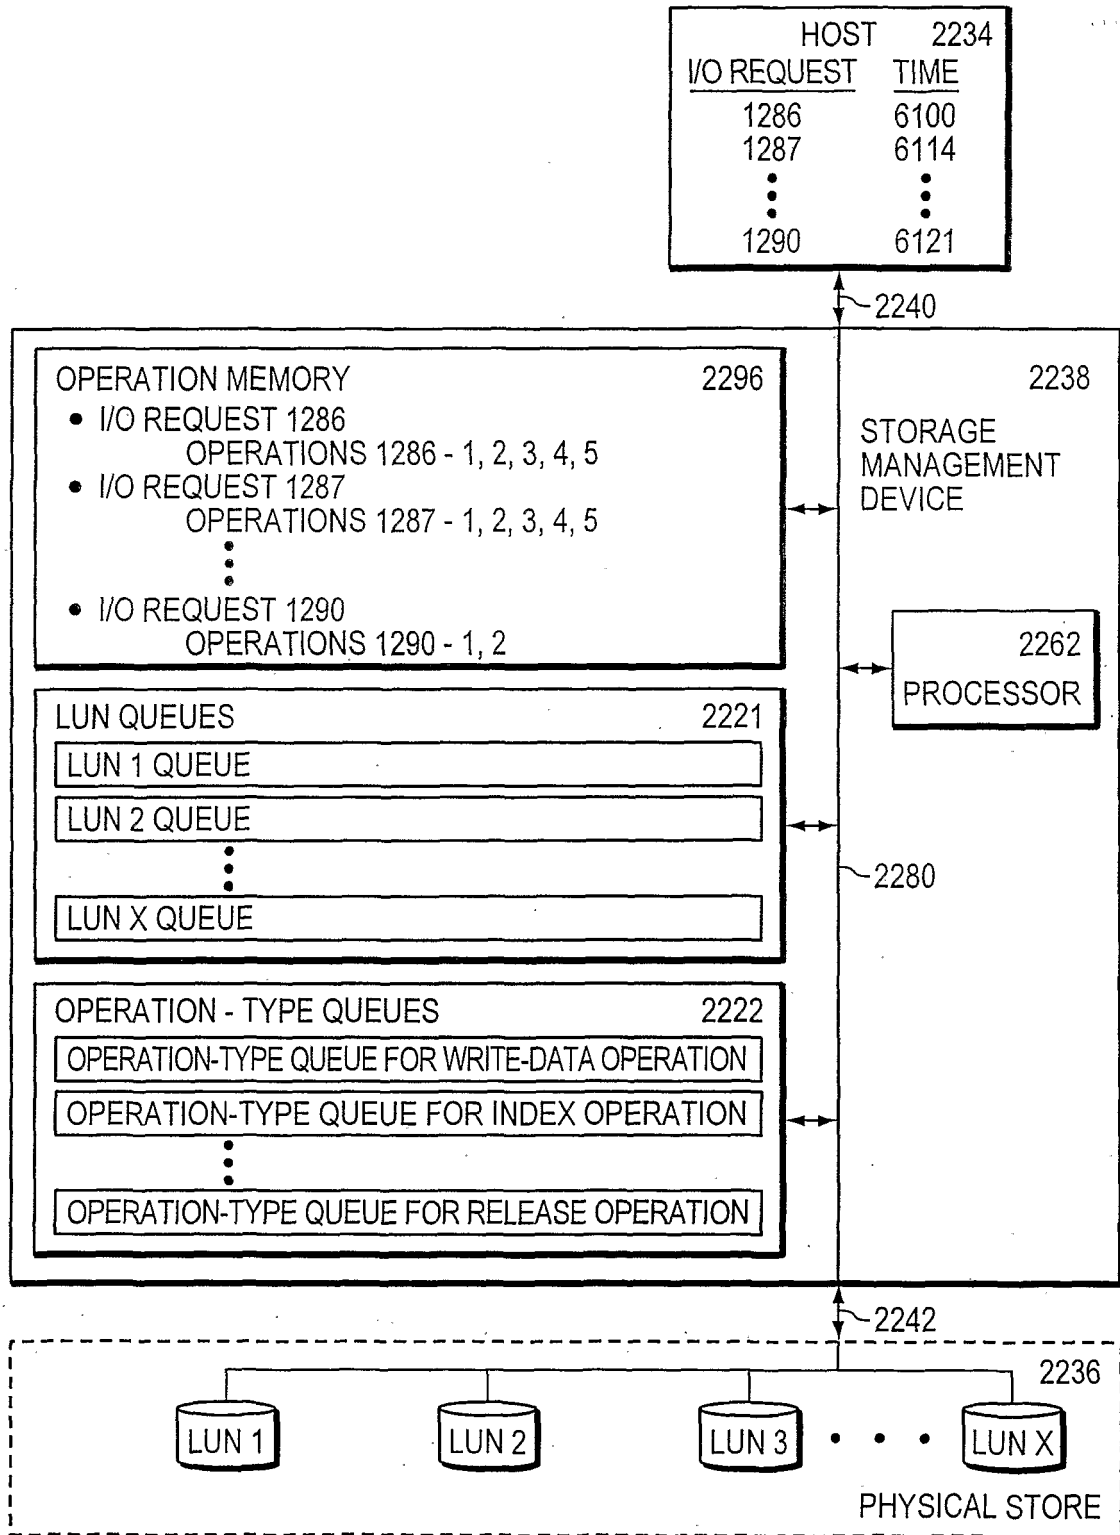 HOST 2234
I/O REQUEST TIME
1286 6100
1287 6114
1290 6121
2240
OPERATION MEMORY 2296
• I/O REQUEST 1286
OPERATIONS 1286 - 1, 2, 3, 4, 5
• I/O REQUEST 1287
OPERATIONS 1287 - 1, 2, 3, 4, 5
• I/O REQUEST 1290
OPERATIONS 1290 - 1, 2
2238
STORAGE
MANAGEMENT
DEVICE
2262
PROCESSOR
LUN QUEUES 2221
LUN 1 QUEUE
LUN 2 QUEUE
LUN X QUEUE
2280
OPERATION - TYPE QUEUES 2222
OPERATION-TYPE QUEUE FOR WRITE-DATA OPERATION
OPERATION-TYPE QUEUE FOR INDEX OPERATION
OPERATION-TYPE QUEUE FOR RELEASE OPERATION
2242
2236
LUN 1 LUN 2 LUN 3 LUN X
PHYSICAL STORE